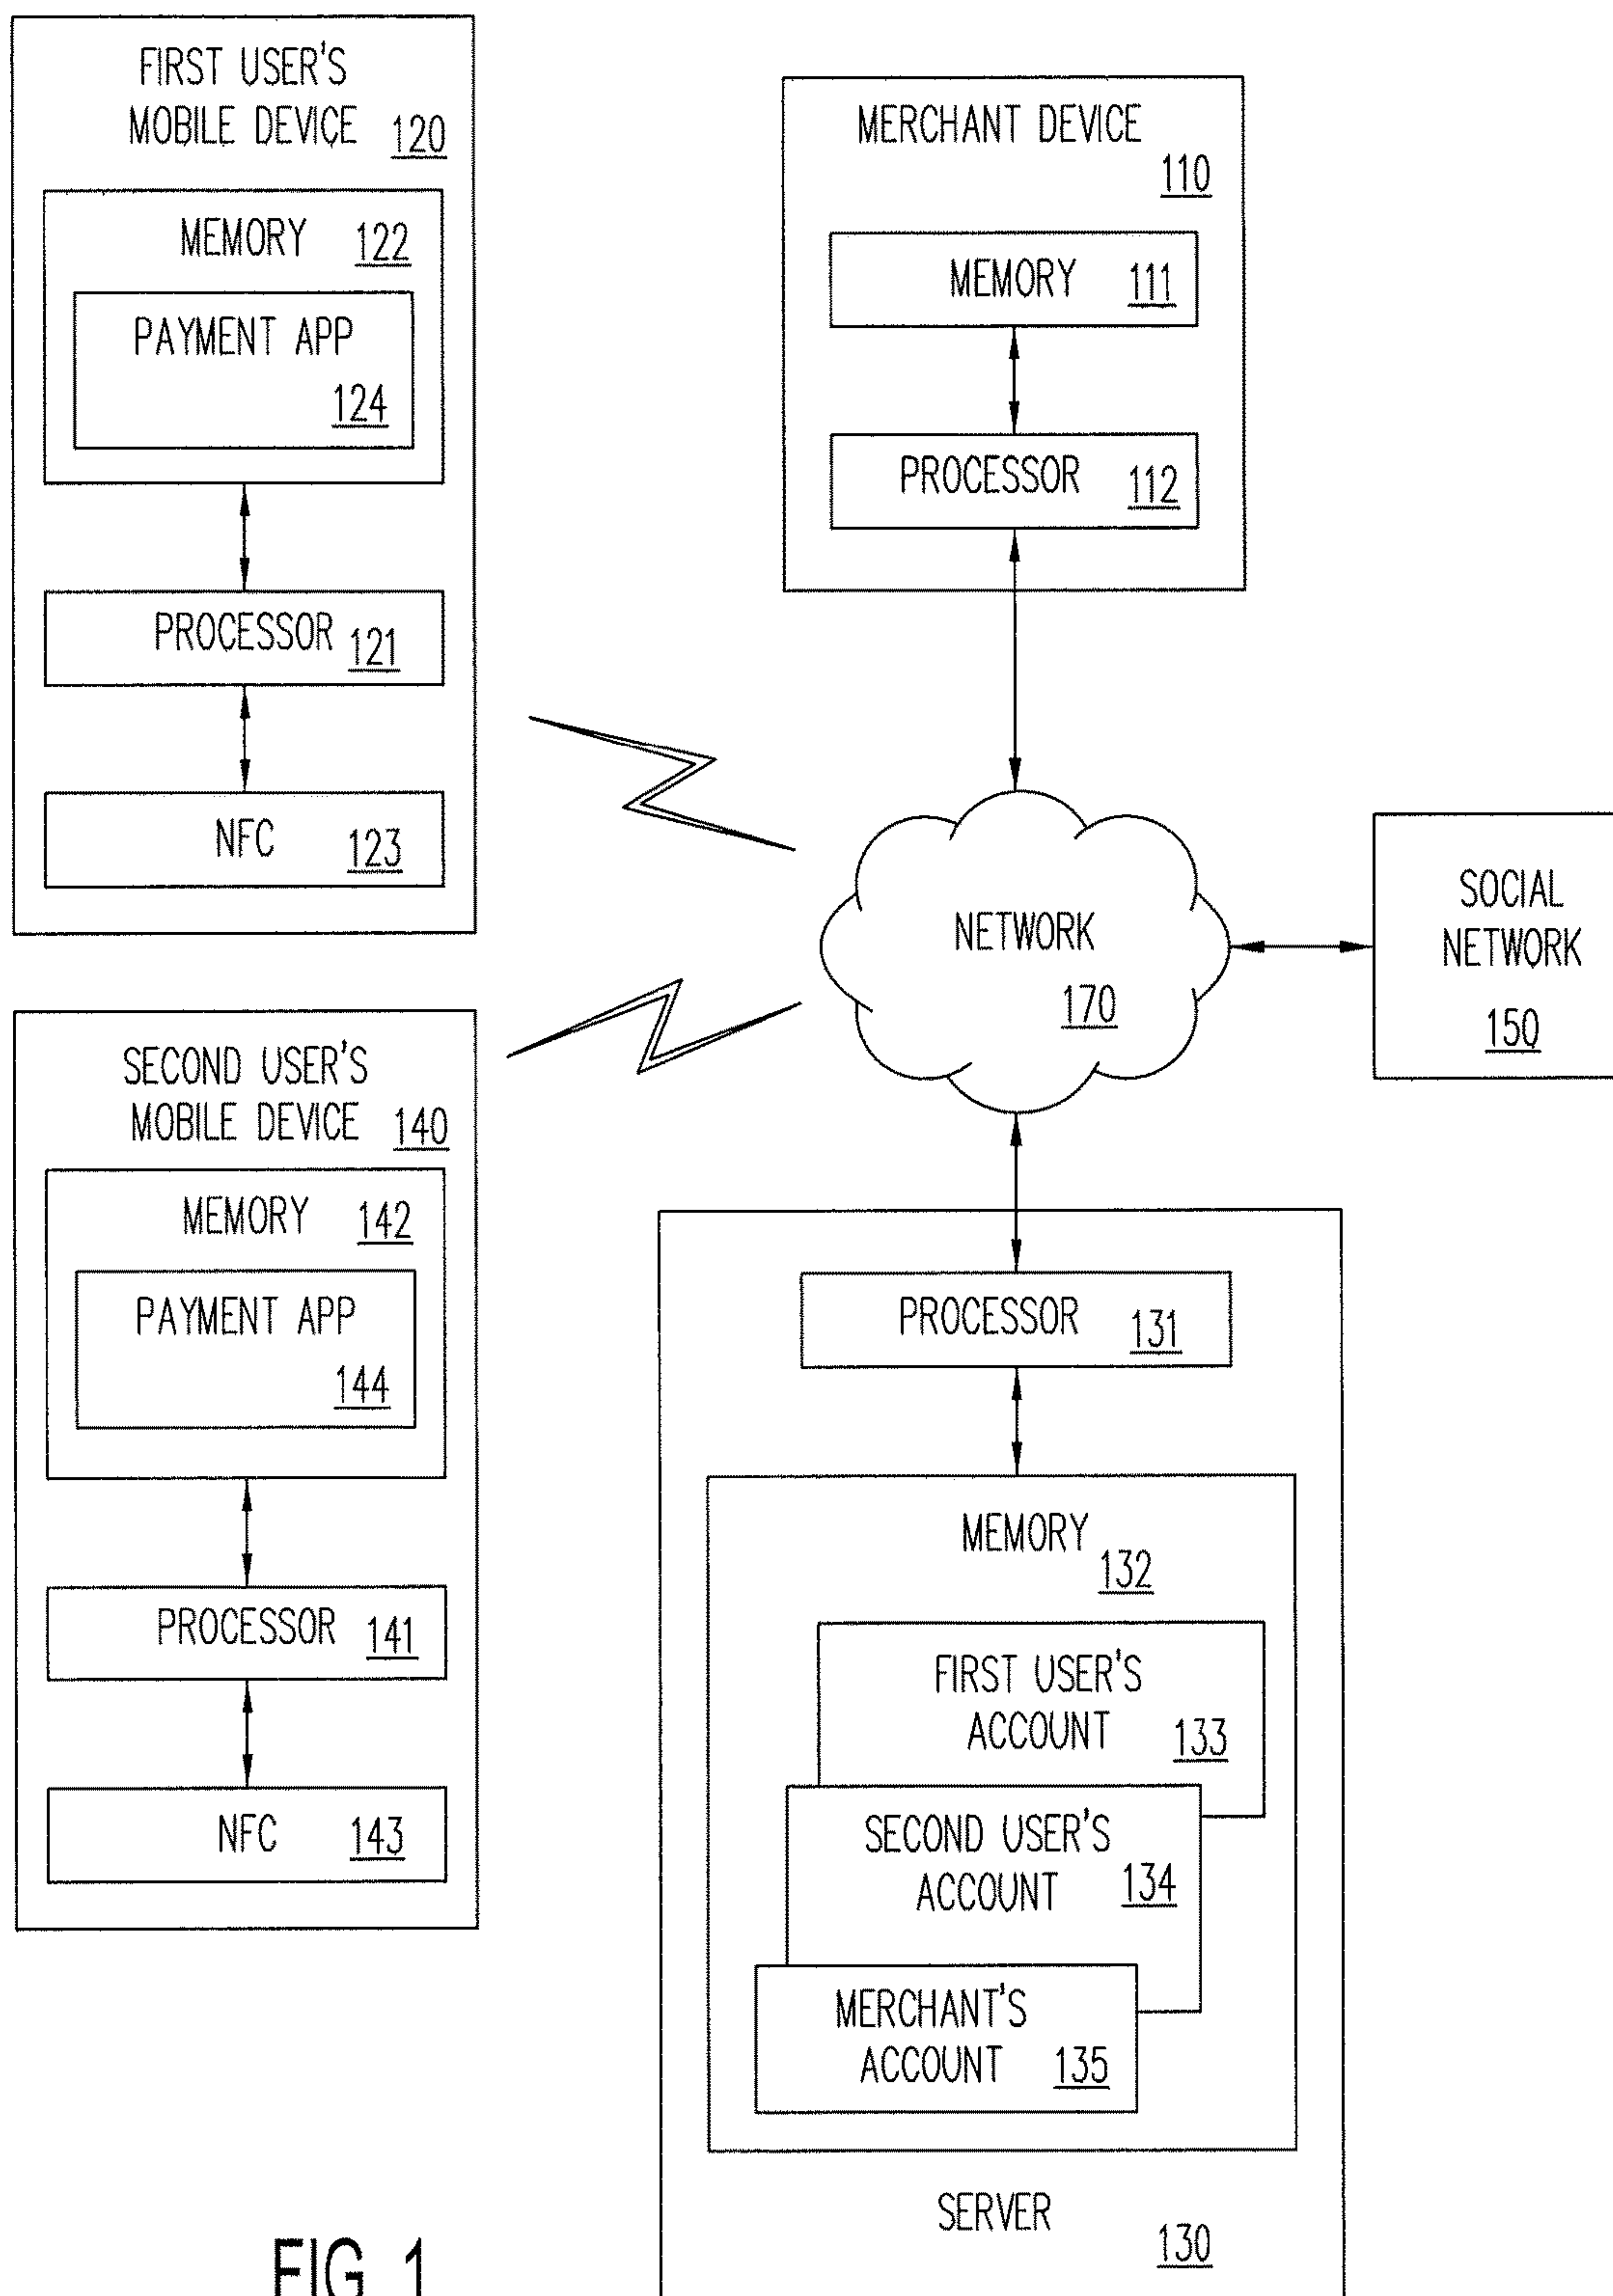 FIRST USER'S
MOBILE DEVICE 120
MEMORY 122
PAYMENT APP
124
PROCESSOR 121
NFC 123
MERCHANT DEVICE
110
MEMORY 111
PROCESSOR 112
NETWORK
170
SOCIAL
NETWORK
150
SECOND USER'S
MOBILE DEVICE 140
MEMORY 142
PAYMENT APP
144
PROCESSOR 141
NFC 143
PROCESSOR 131
MEMORY 132
FIRST USER'S
ACCOUNT 133
SECOND USER'S
ACCOUNT 134
MERCHANT'S
ACCOUNT 135
SERVER
130
FIG. 1